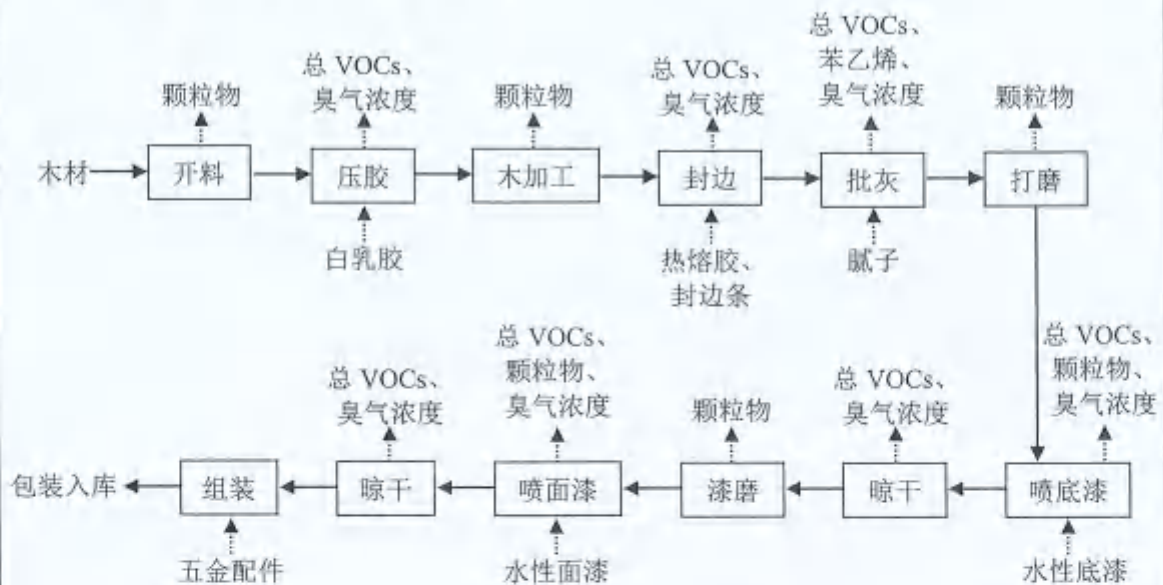 总 VOCs、
苯乙烯、
臭气浓度
总 VOCs、
臭气浓度
总 VOCs、
臭气浓度
颗粒物
颗粒物
颗粒物
木材
开料
压胶
木加工
封边
批灰
打磨
白乳胶
热熔胶、
封边条
腻子
总 VOCs、
颗粒物、
臭气浓度
总 VOCs、
颗粒物、
臭气浓度
总 VOCs、
臭气浓度
颗粒物
总 VOCs、
臭气浓度
包装入库
组装
晾干
喷面漆
漆磨
晾干
喷底漆
五金配件
水性面漆
水性底漆